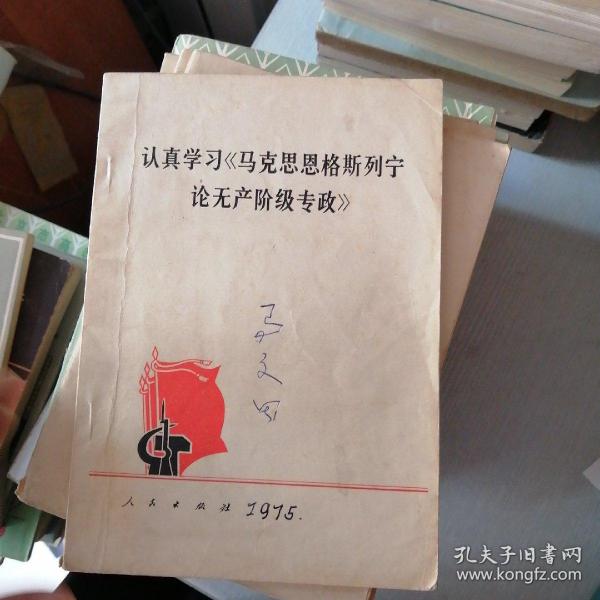 认真学习《马克思恩格斯列宁
论无产阶级专政》
人民出版社
1975.
孔夫子旧書网
www.kongfz.com